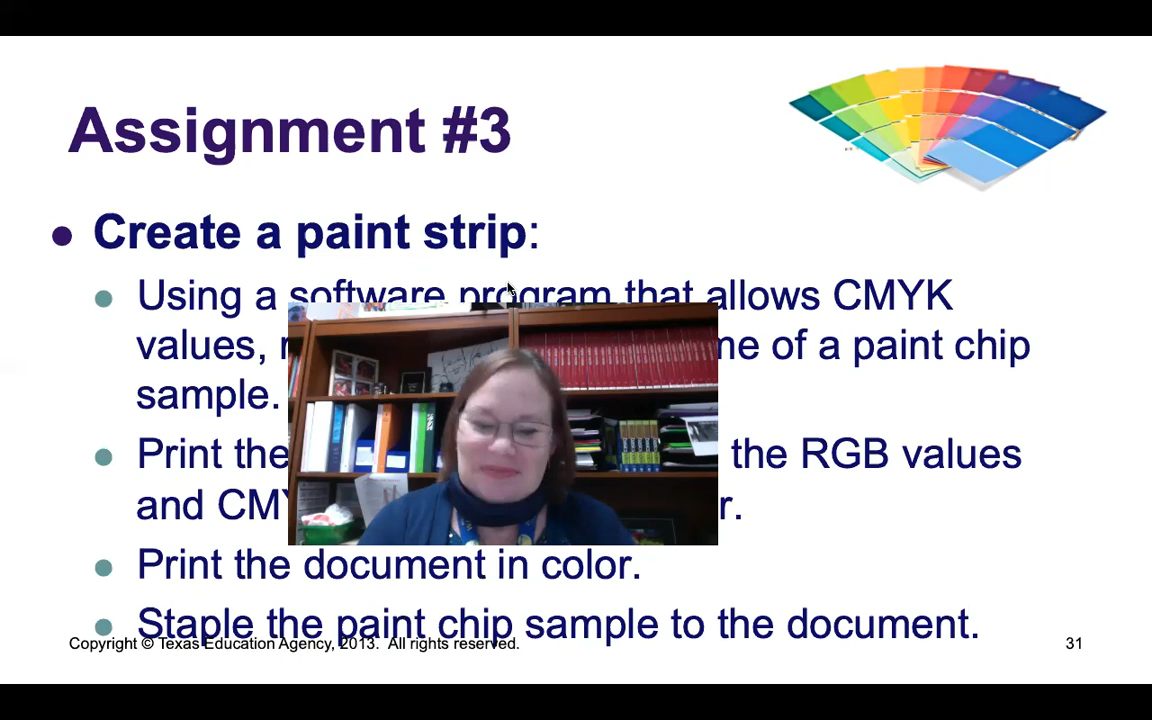 Assignment #3
Create a paint strip:
Using a software program that allows CMYK
values, of a paint chip
sample.
Print the the RGB values
and
Print the document in color.
Staple the paint chip sample to the document.
Copyright © Texas Education Agency, 2013. All rights reserved.
31